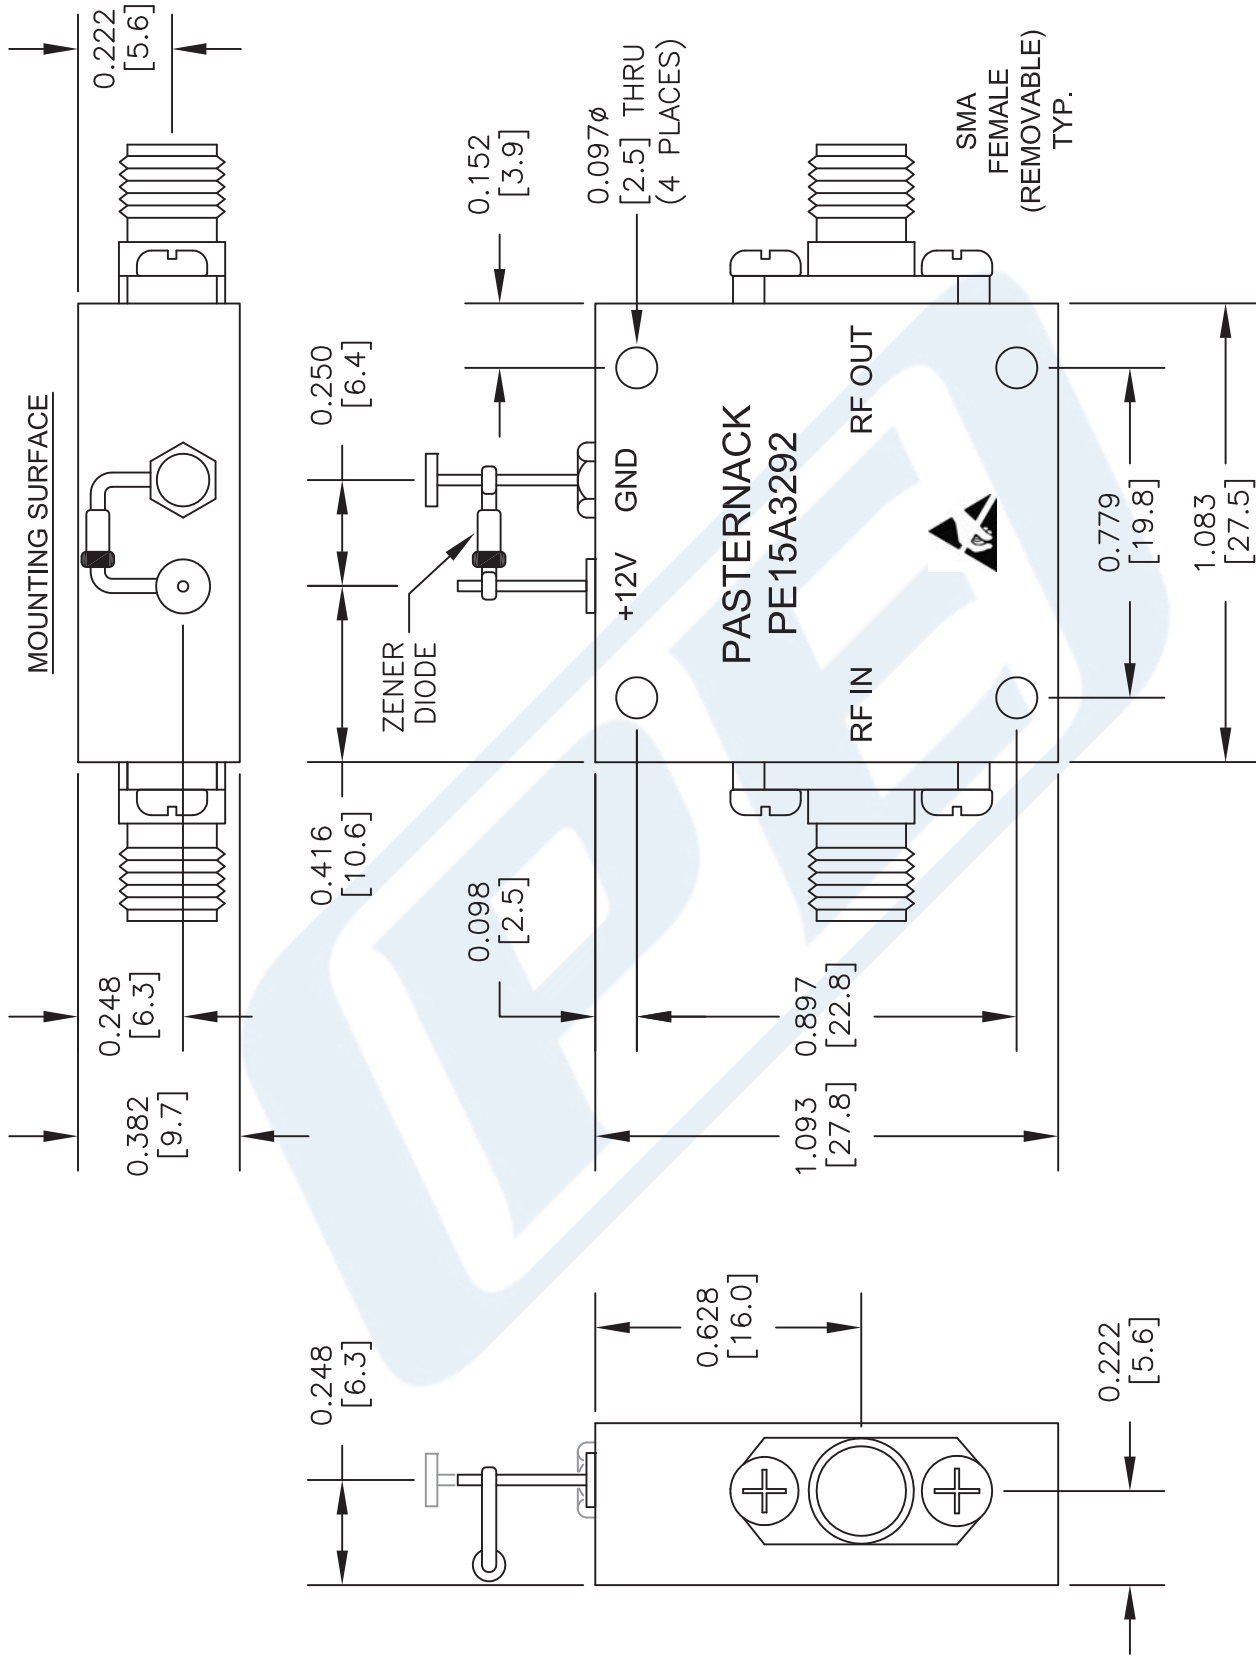 MOUNTING SURFACE
0.222
[5.6]
0.248
[6.3]
0.382
[9.7]
0.250
[6.4]
0.416
[10.6]
0.152
[3.9]
0.098
[2.5]
ZENER
DIODE
0.097ϕ
[2.5] THRU
(4 PLACES)
+12V
GND
PASTERNACK
PE15A3292
RF IN
RF OUT
SMA
FEMALE
(REMOVABLE)
TYP.
0.897
[22.8]
1.093
[27.8]
0.779
[19.8]
1.083
[27.5]
0.248
[6.3]
0.628
[16.0]
0.222
[5.6]
PE